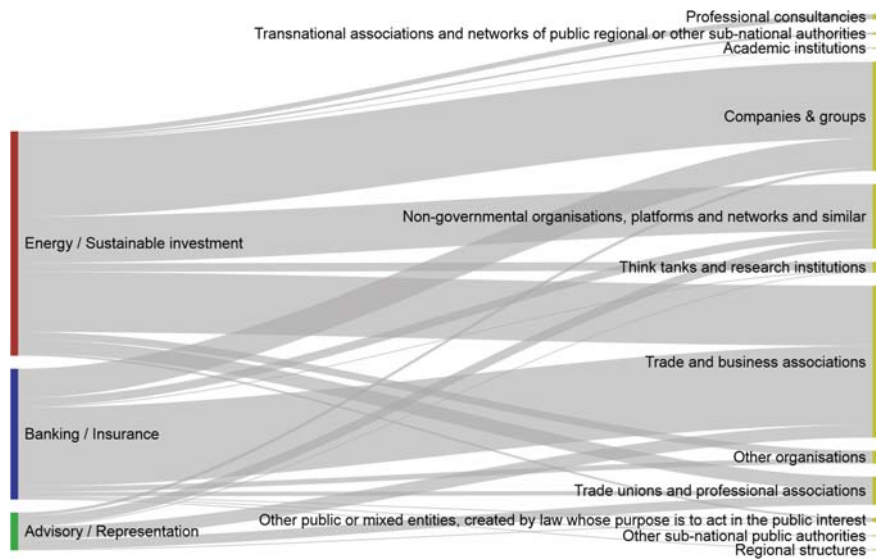 Professional consultancies
Transnational associations and networks of public regional or other sub-national authorities
Academic institutions
Companies & groups
Non-governmental organisations, platforms and networks and similar
Energy / Sustainable investment
Think tanks and research institutions
Trade and business associations
Banking / Insurance
Other organisations
Trade unions and professional associations
Other public or mixed entities, created by law whose purpose is to act in the public interest
Advisory / Representation
Other sub-national public authorities
Regional structures